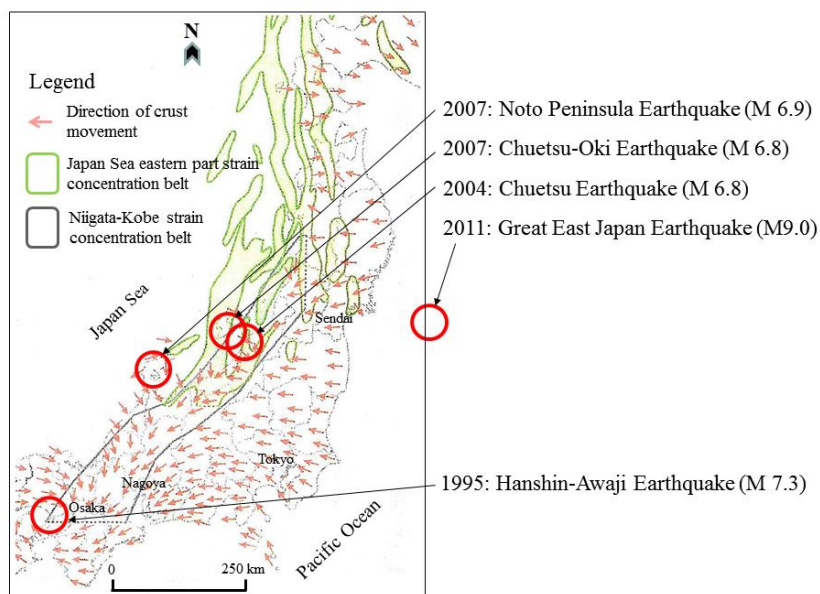 N
Legend
Direction of crust
movement
Japan Sea eastern part strain
concentration belt
Niigata-Kobe strain
concentration belt
Japan Sea
Sendai
Tokyo
Nagoya
Osaka
Pacific Ocean
0
250 km
2007: Noto Peninsula Earthquake (M 6.9)
2007: Chuetsu-Oki Earthquake (M 6.8)
2004: Chuetsu Earthquake (M 6.8)
2011: Great East Japan Earthquake (M9.0)
1995: Hanshin-Awaji Earthquake (M 7.3)